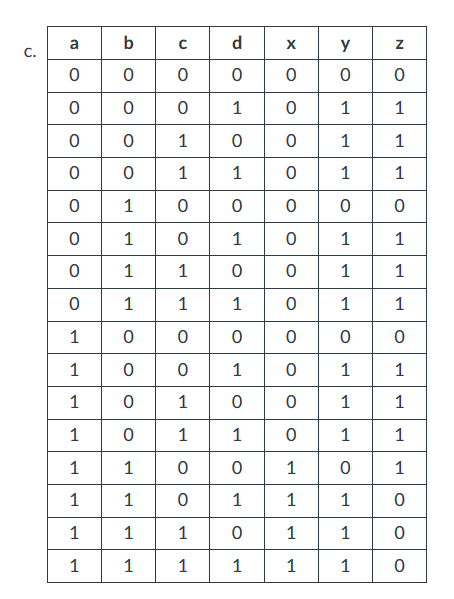 c.
a b c d x y z
0 0 0 0 0 0 0
0 0 0 1 0 1 1
0 0 1 0 0 1 1
0 0 1 1 0 1 1
0 1 0 0 0 0 0
0 1 0 1 0 1 1
0 1 1 0 0 1 1
0 1 1 1 0 1 1
1 0 0 0 0 0 0
1 0 0 1 0 1 1
1 0 1 0 0 1 1
1 0 1 1 0 1 1
1 1 0 0 1 0 1
1 1 0 1 1 1 0
1 1 1 0 1 1 0
1 1 1 1 1 1 0